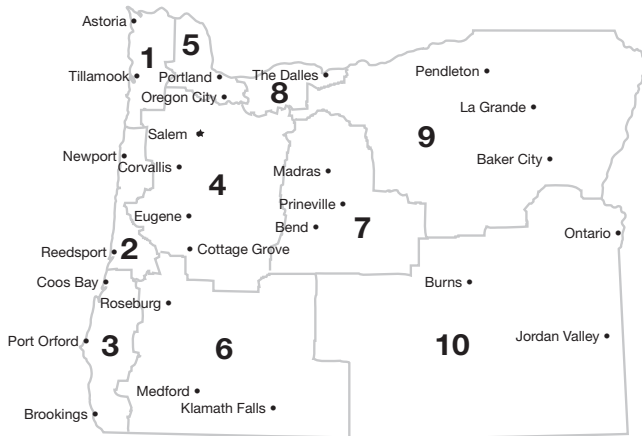 Astoria
5
1
Tillamook
Portland
The Dalles
Pendleton
Oregon City
8
La Grande
Salem
9
Newport
Corvallis
Baker City
Madras
4
Prineville
Eugene
Bend
7
Ontario
2
Reedsport
Cottage Grove
Coos Bay
Burns
Roseburg
Port Orford
3
6
10
Jordan Valley
Medford
Klamath Falls
Brookings